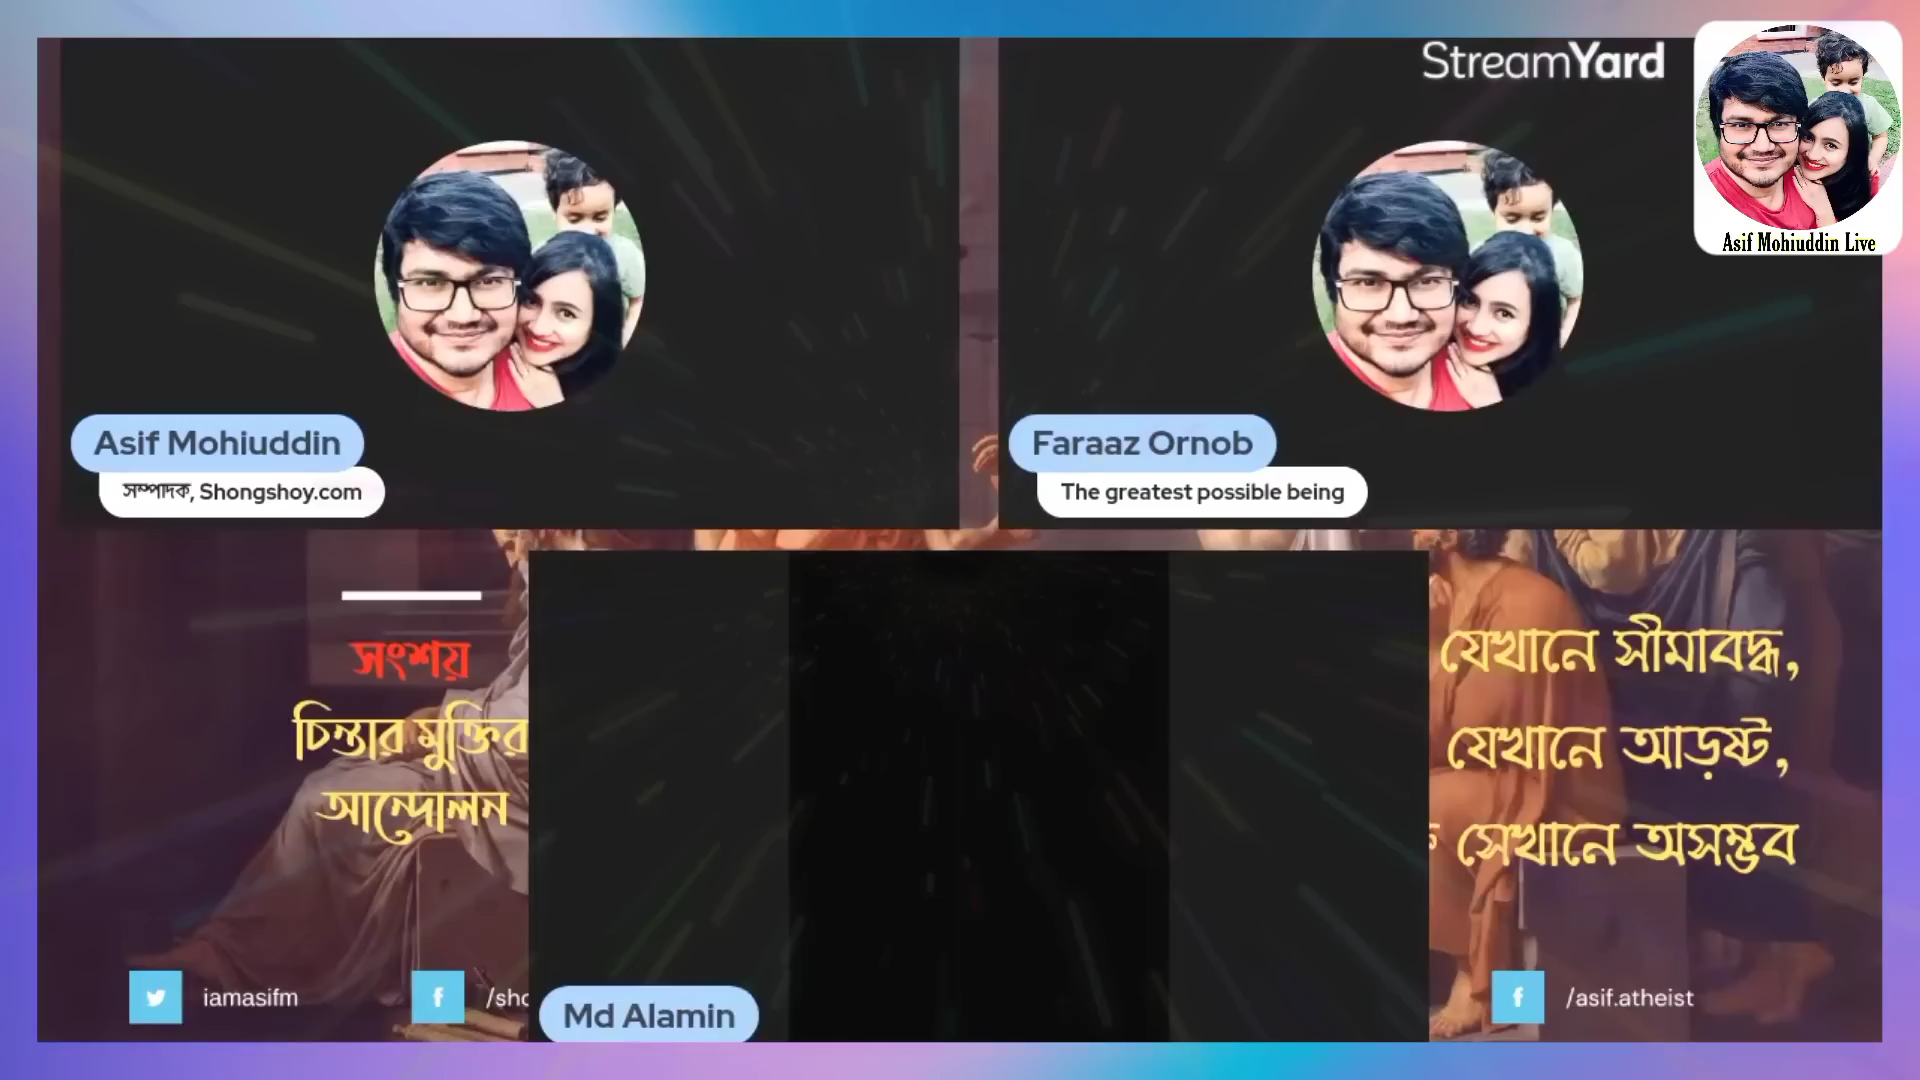 StreamYard
Asif Mohiuddin Live
Asif Mohiuddin
সম্পাদক, Shongshoy.com
Faraaz Ornob
The greatest possible being
সংশয়
চিন্তার মুক্তির
আন্দোলন
যেখানে সীমাবদ্ধ,
যেখানে আড়ষ্ট,
সেখানে অসম্ভব
iamasifm
/sho
Md Alamin
/asif.atheist